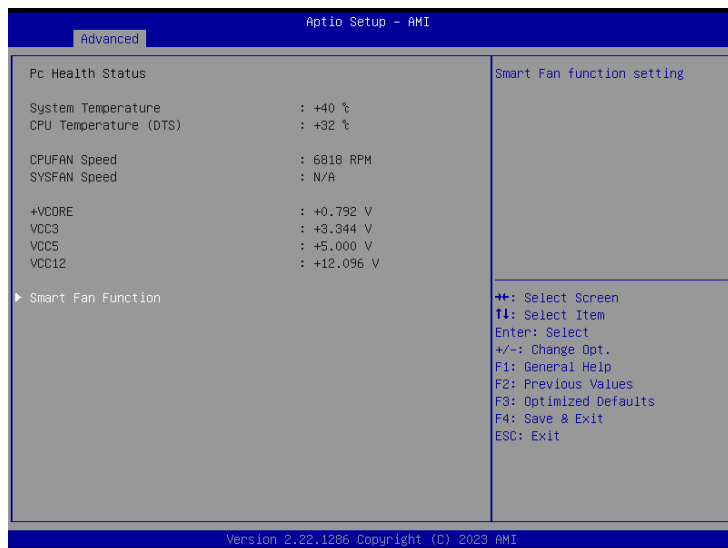 Aptio Setup – AMI
Advanced
Pc Health Status
System Temperature : +40 ℃
CPU Temperature (DTS) : +32 ℃
CPUFAN Speed : 6818 RPM
SYSFAN Speed : N/A
+VCORE : +0.792 V
VCC3 : +3.344 V
VCC5 : +5.000 V
VCC12 : +12.096 V
▶ Smart Fan Function
Smart Fan function setting
→←: Select Screen
↑↓: Select Item
Enter: Select
+/-: Change Opt.
F1: General Help
F2: Previous Values
F3: Optimized Defaults
F4: Save & Exit
ESC: Exit
Version 2.22.1286 Copyright (C) 2023 AMI